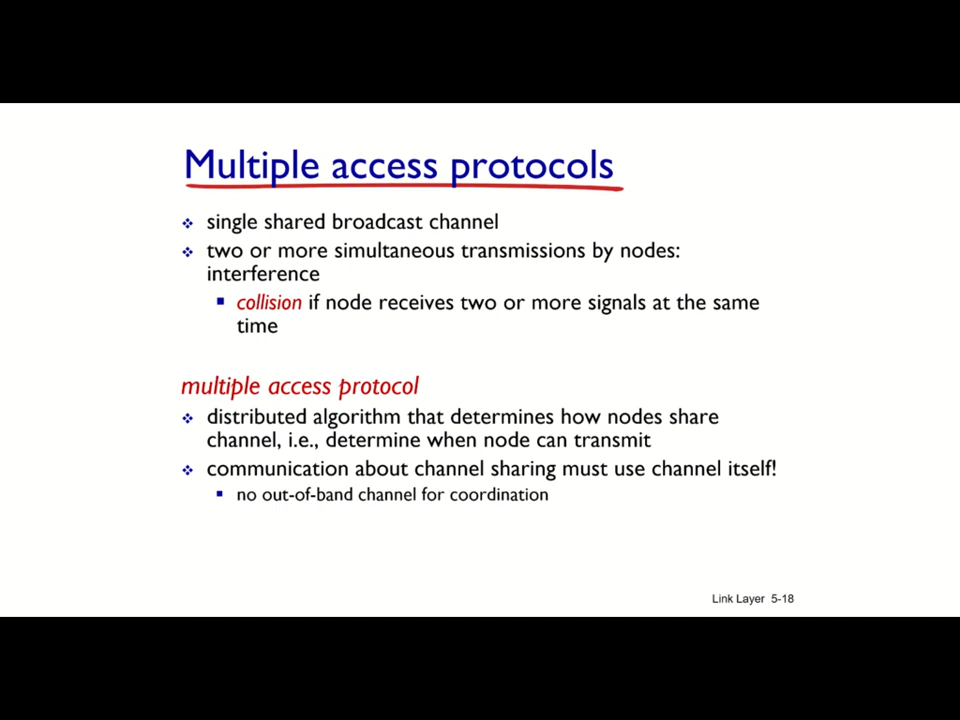 Multiple access protocols
single shared broadcast channel
two or more simultaneous transmissions by nodes:
interference
collision if node receives two or more signals at the same
time
multiple access protocol
distributed algorithm that determines how nodes share
channel, i.e., determine when node can transmit
communication about channel sharing must use channel itself!
no out-of-band channel for coordination
Link Layer 5-18